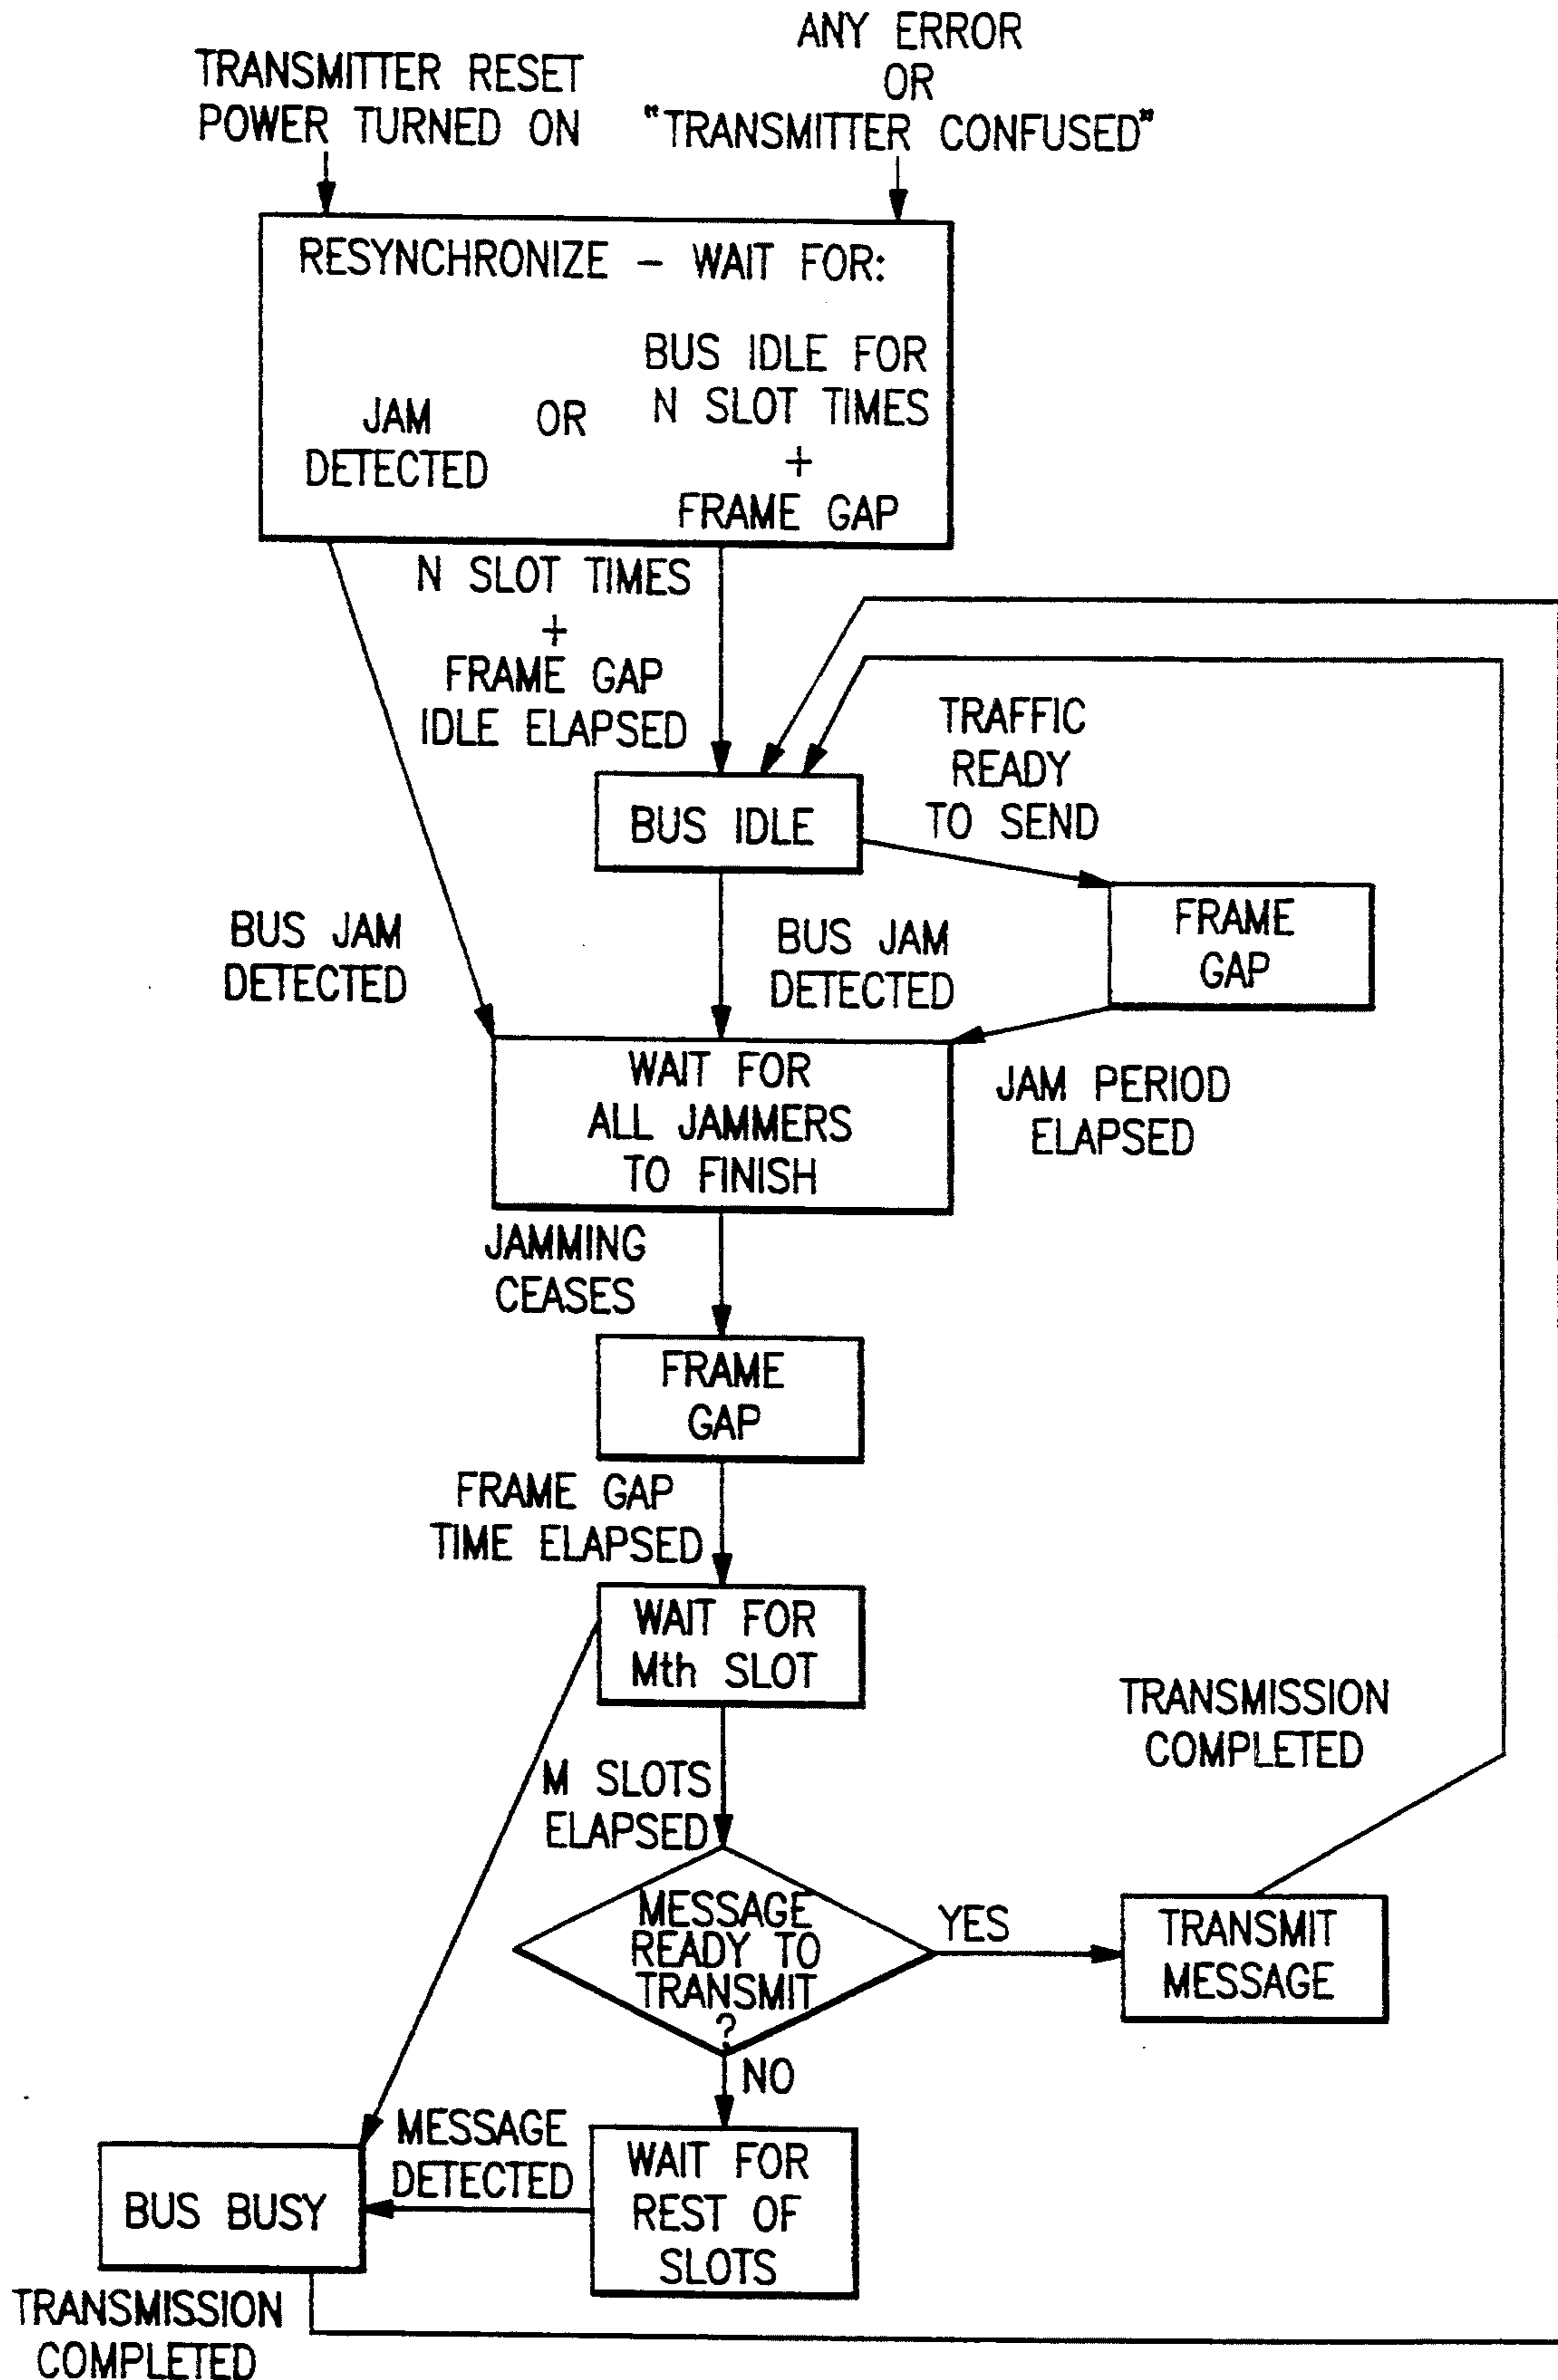 TRANSMITTER RESET
POWER TURNED ON
ANY ERROR
OR
"TRANSMITTER CONFUSED"
RESYNCHRONIZE - WAIT FOR:
JAM
DETECTED
OR
BUS IDLE FOR
N SLOT TIMES
+
FRAME GAP
N SLOT TIMES
+
FRAME GAP
IDLE ELAPSED
TRAFFIC
READY
TO SEND
BUS IDLE
BUS JAM
DETECTED
BUS JAM
DETECTED
FRAME
GAP
WAIT FOR
ALL JAMMERS
TO FINISH
JAM PERIOD
ELAPSED
JAMMING
CEASES
FRAME
GAP
FRAME GAP
TIME ELAPSED
WAIT FOR
Mth SLOT
TRANSMISSION
COMPLETED
M SLOTS
ELAPSED
MESSAGE
READY TO
TRANSMIT
?
YES
TRANSMIT
MESSAGE
NO
MESSAGE
DETECTED
WAIT FOR
REST OF
SLOTS
BUS BUSY
TRANSMISSION
COMPLETED